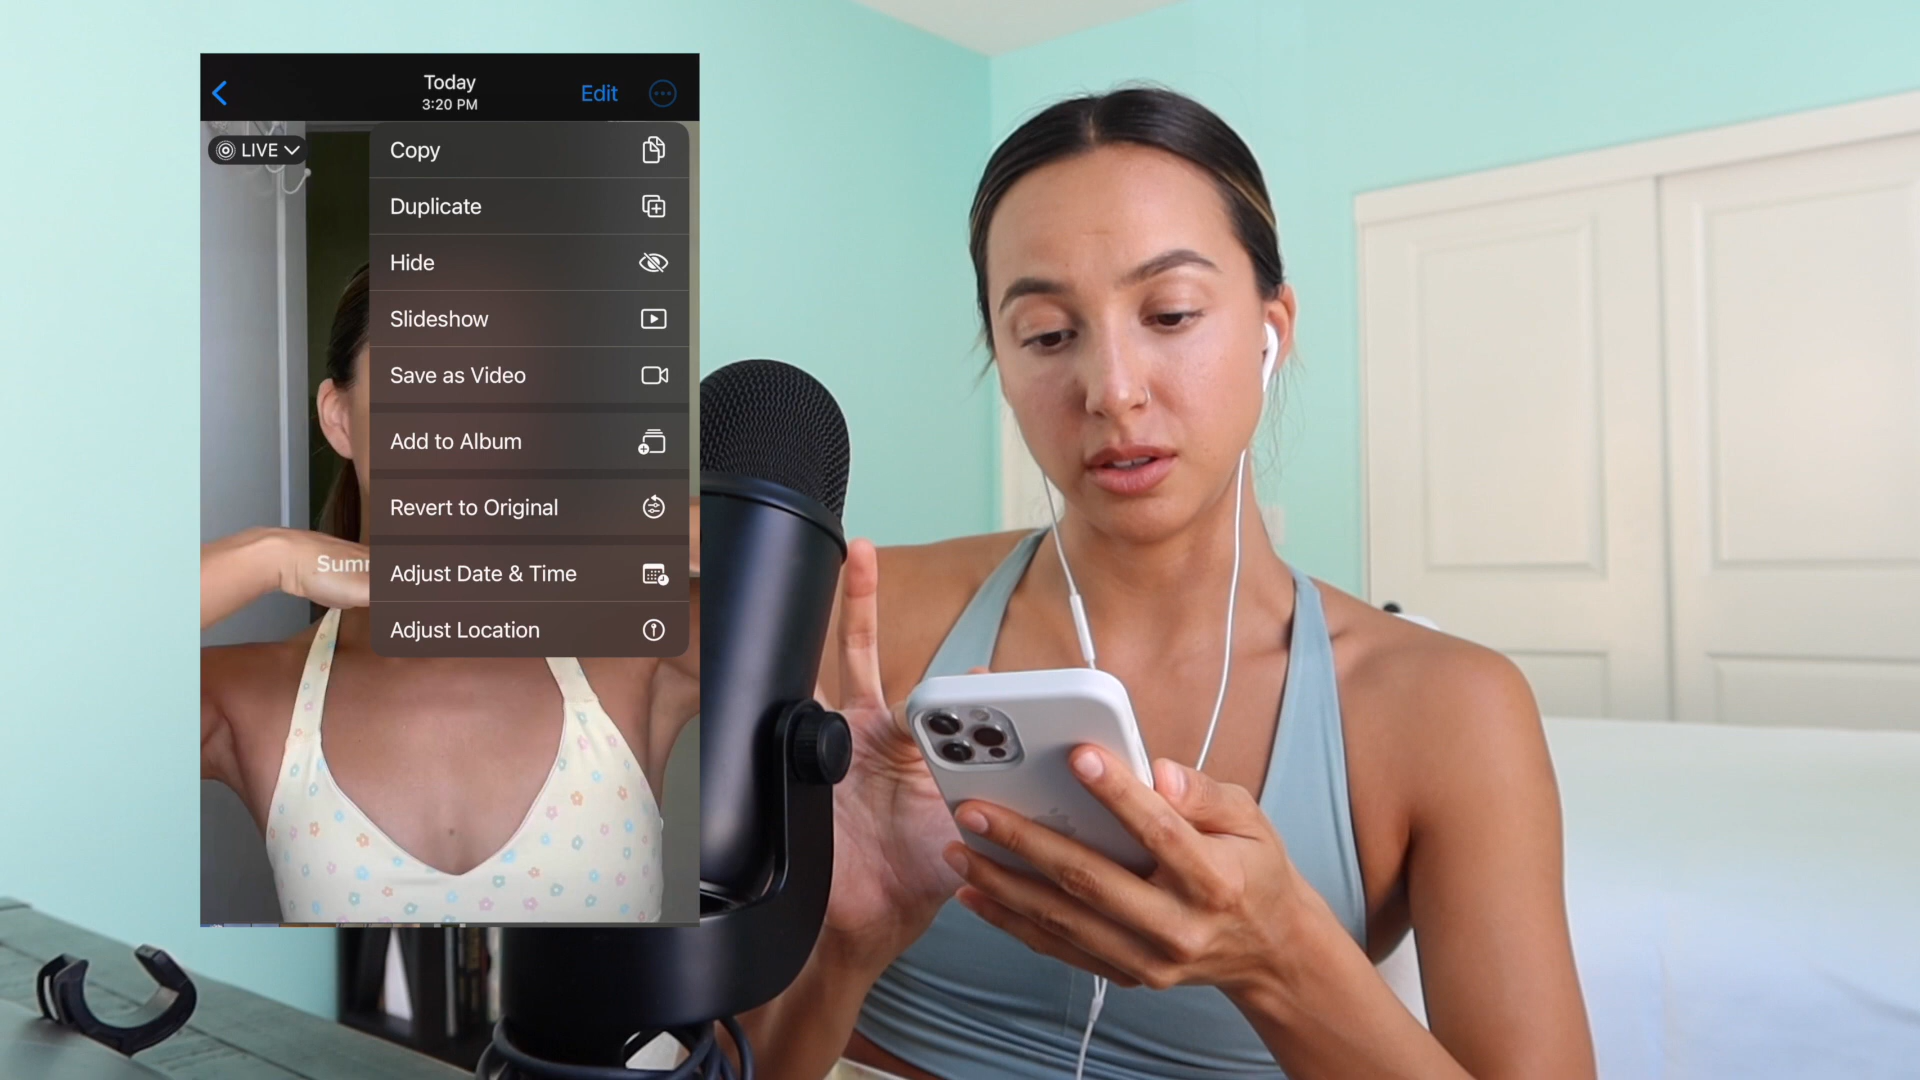 Today
3:20 PM
Edit
LIVE
Copy
Duplicate
Hide
Slideshow
Save as Video
Add to Album
Revert to Original
Summ
Adjust Date & Time
Adjust Location